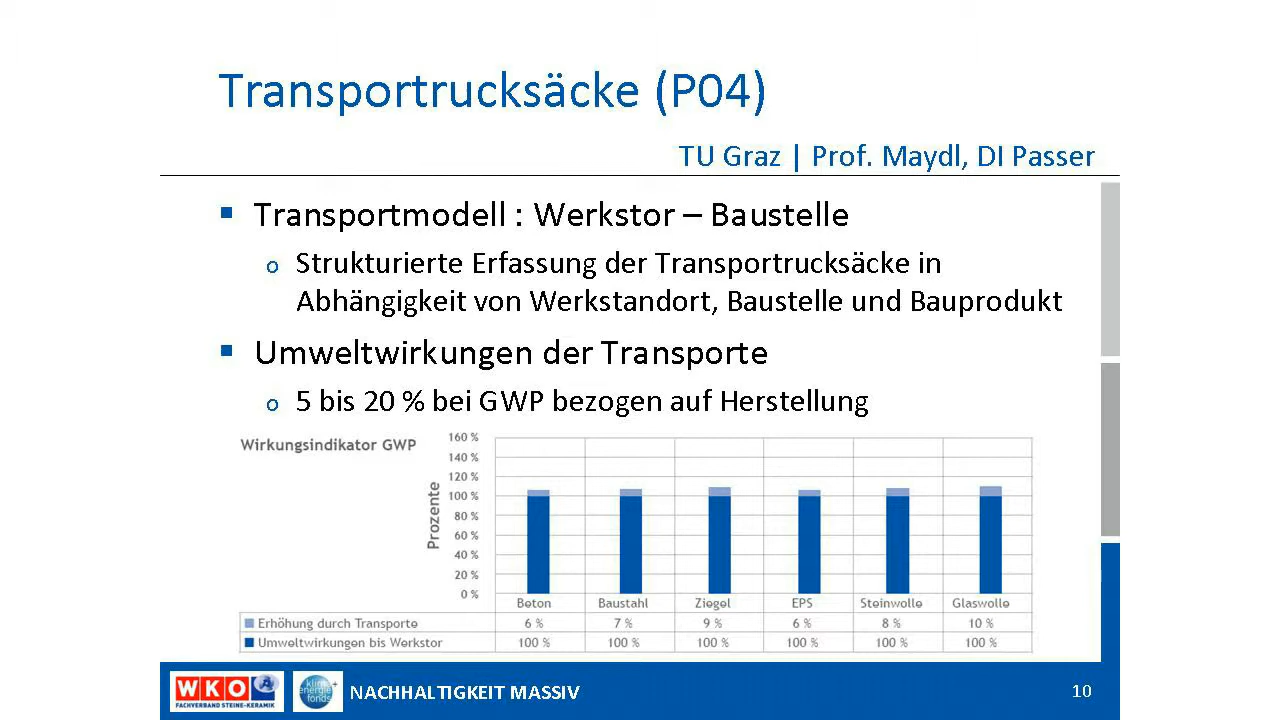 Transportrucksäcke (P04)
TU Graz | Prof. Maydl, DI Passer
▪ Transportmodell : Werkstor – Baustelle
o Strukturierte Erfassung der Transportrucksäcke in
Abhängigkeit von Werkstandort, Baustelle und Bauprodukt
▪ Umweltwirkungen der Transporte
o 5 bis 20 % bei GWP bezogen auf Herstellung
Wirkungsindikator GWP
Prozente
160 %
140 %
120 %
100 %
80 %
60 %
40 %
20 %
0 %
Beton Baustahl Ziegel EPS Steinwolle Glaswolle
Erhöhung durch Transporte 6 % 7 % 9 % 6 % 8 % 10 %
Umweltwirkungen bis Werkstor 100 % 100 % 100 % 100 % 100 % 100 %
WKO
FACHVERBAND STEINE-KERAMIK
klima+
energie
fonds
NACHHALTIGKEIT MASSIV
10